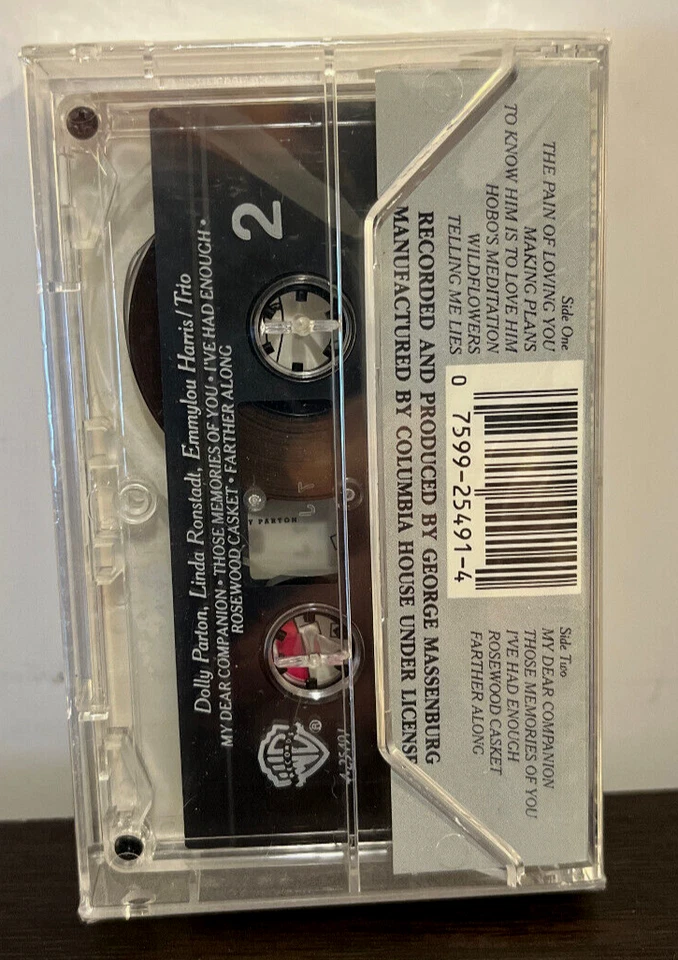 Side One
THE PAIN OF LOVING YOU
MAKING PLANS
TO KNOW HIM IS TO LOVE HIM
HOBO'S MEDITATION
WILDFLOWERS
TELLING ME LIES
0 7599-25491-4
Side Two
MY DEAR COMPANION
THOSE MEMORIES OF YOU
I'VE HAD ENOUGH
ROSEWOOD CASKET
FARTHER ALONG
RECORDED AND PRODUCED BY GEORGE MASSENBURG
MANUFACTURED BY COLUMBIA HOUSE UNDER LICENSE
2
Dolly Parton, Linda Ronstadt, Emmylou Harris/Trio
MY DEAR COMPANION • THOSE MEMORIES OF YOU • I'VE HAD ENOUGH •
ROSEWOOD CASKET • FARTHER ALONG
Y PARTON
®